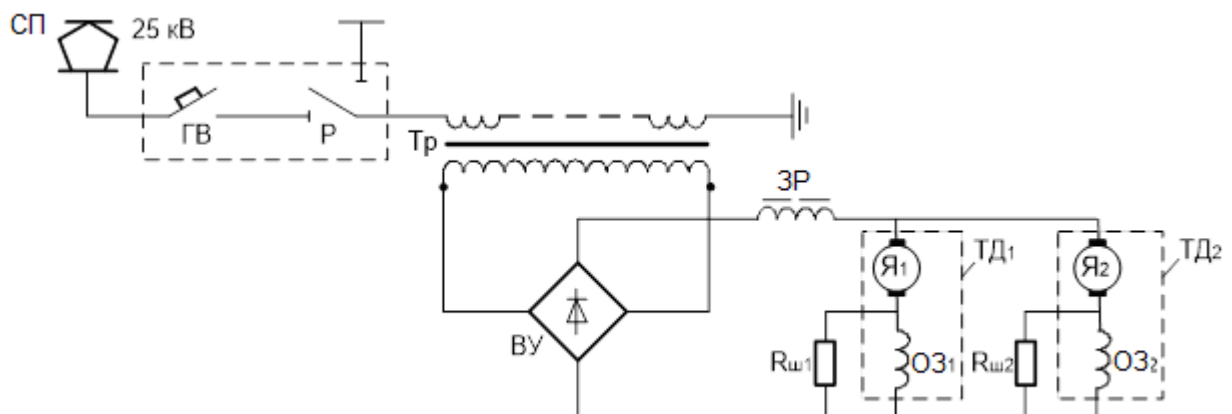 СП 25 кВ
ГВ Р Тр
ЗР
Я1 ТД1 Я2 ТД2
ВУ Rш1 ОЗ1 Rш2 ОЗ2